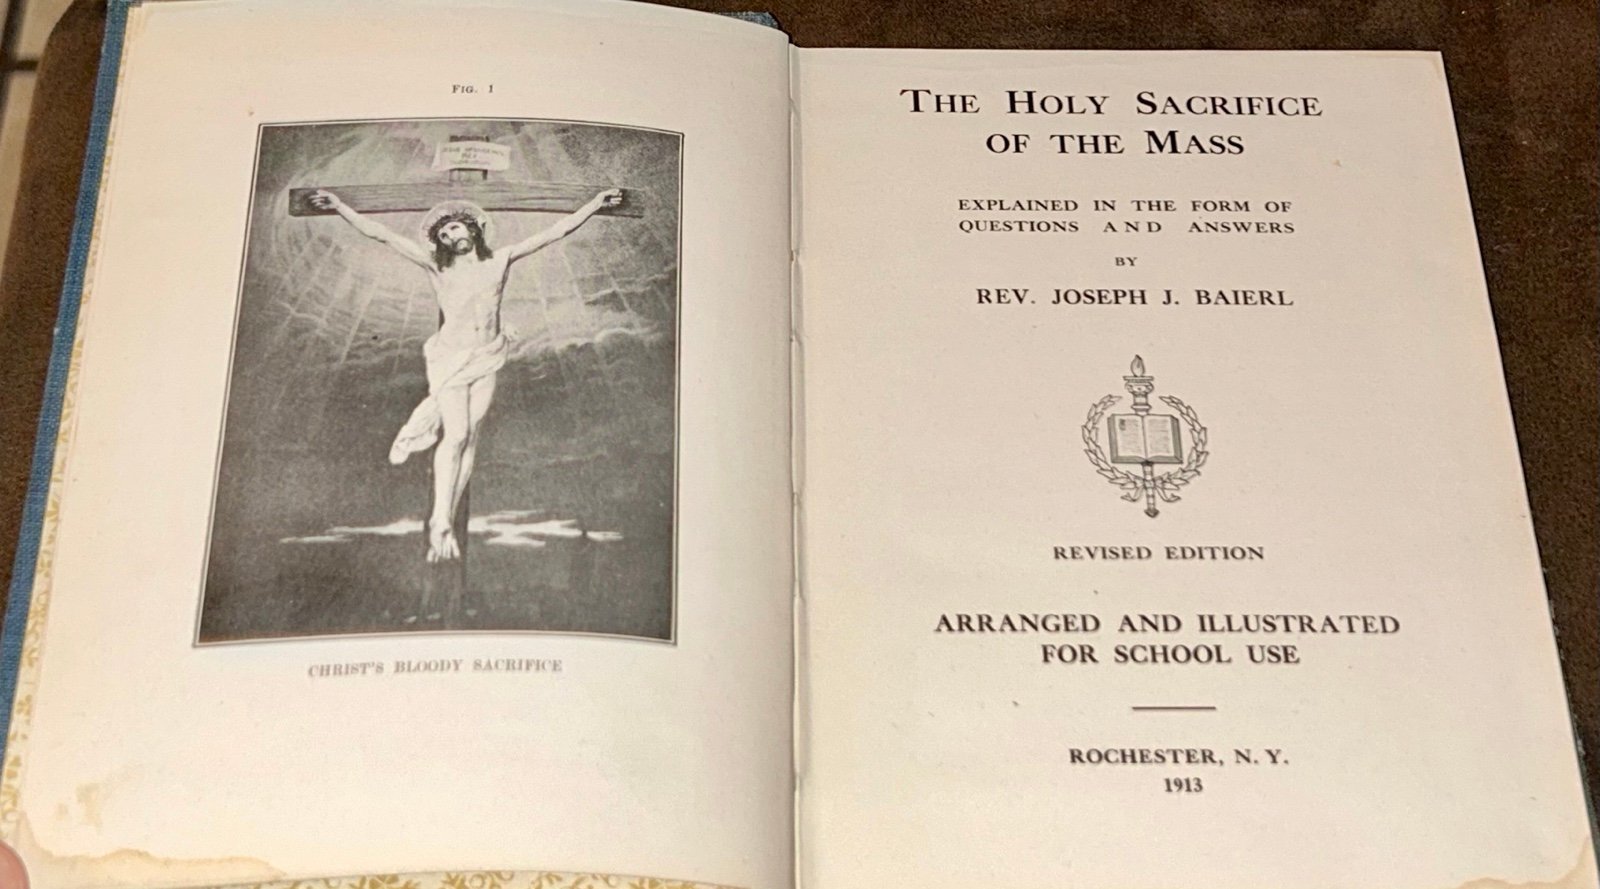 FIG. 1
CHRIST'S BLOODY SACRIFICE
THE HOLY SACRIFICE
OF THE MASS
EXPLAINED IN THE FORM OF
QUESTIONS AND ANSWERS
BY
REV. JOSEPH J. BAIERL
REVISED EDITION
ARRANGED AND ILLUSTRATED
FOR SCHOOL USE
ROCHESTER, N. Y.
1913